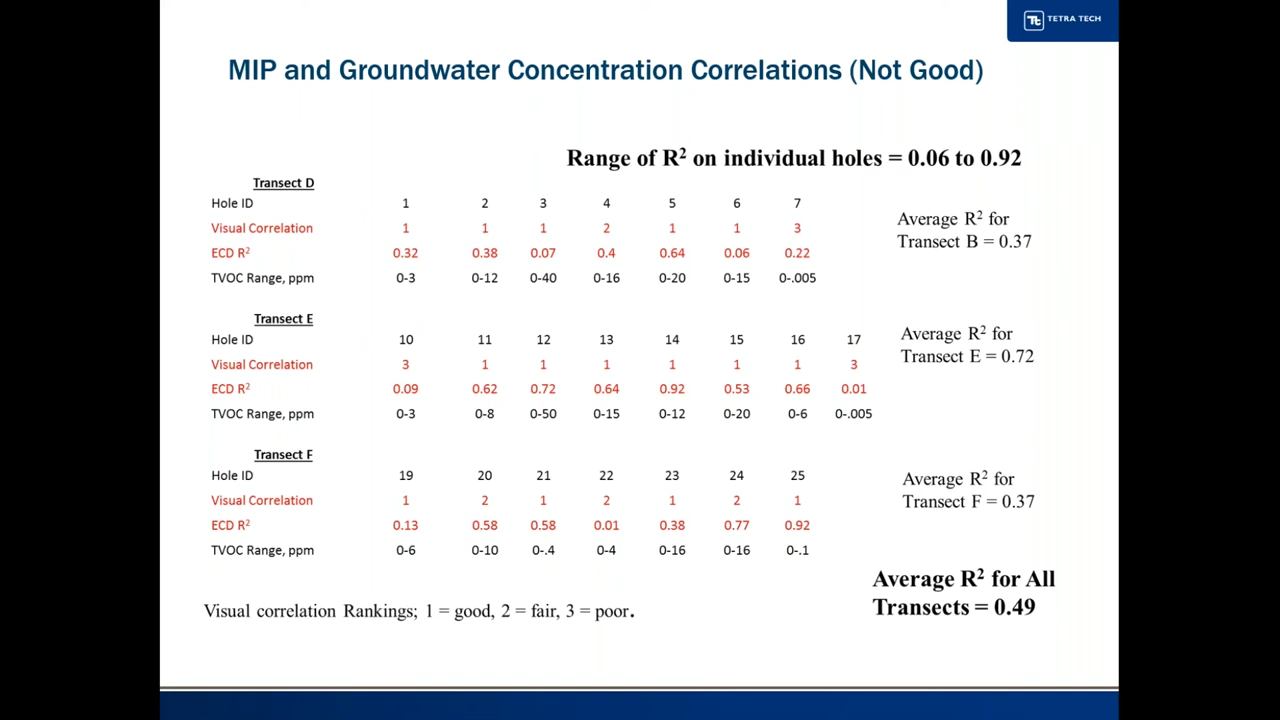 TETRA TECH
MIP and Groundwater Concentration Correlations (Not Good)
Range of R² on individual holes = 0.06 to 0.92
Transect D
Hole ID 1 2 3 4 5 6 7
Visual Correlation 1 1 1 2 1 1 3
ECD R² 0.32 0.38 0.07 0.4 0.64 0.06 0.22
TVOC Range, ppm 0-3 0-12 0-40 0-16 0-20 0-15 0-.005
Average R² for
Transect B = 0.37
Transect E
Hole ID 10 11 12 13 14 15 16 17
Visual Correlation 3 1 1 1 1 1 1 3
ECD R² 0.09 0.62 0.72 0.64 0.92 0.53 0.66 0.01
TVOC Range, ppm 0-3 0-8 0-50 0-15 0-12 0-20 0-6 0-.005
Average R² for
Transect E = 0.72
Transect F
Hole ID 19 20 21 22 23 24 25
Visual Correlation 1 2 1 2 1 2 1
ECD R² 0.13 0.58 0.58 0.01 0.38 0.77 0.92
TVOC Range, ppm 0-6 0-10 0-.4 0-4 0-16 0-16 0-.1
Average R² for
Transect F = 0.37
Average R² for All
Transects = 0.49
Visual correlation Rankings; 1 = good, 2 = fair, 3 = poor.